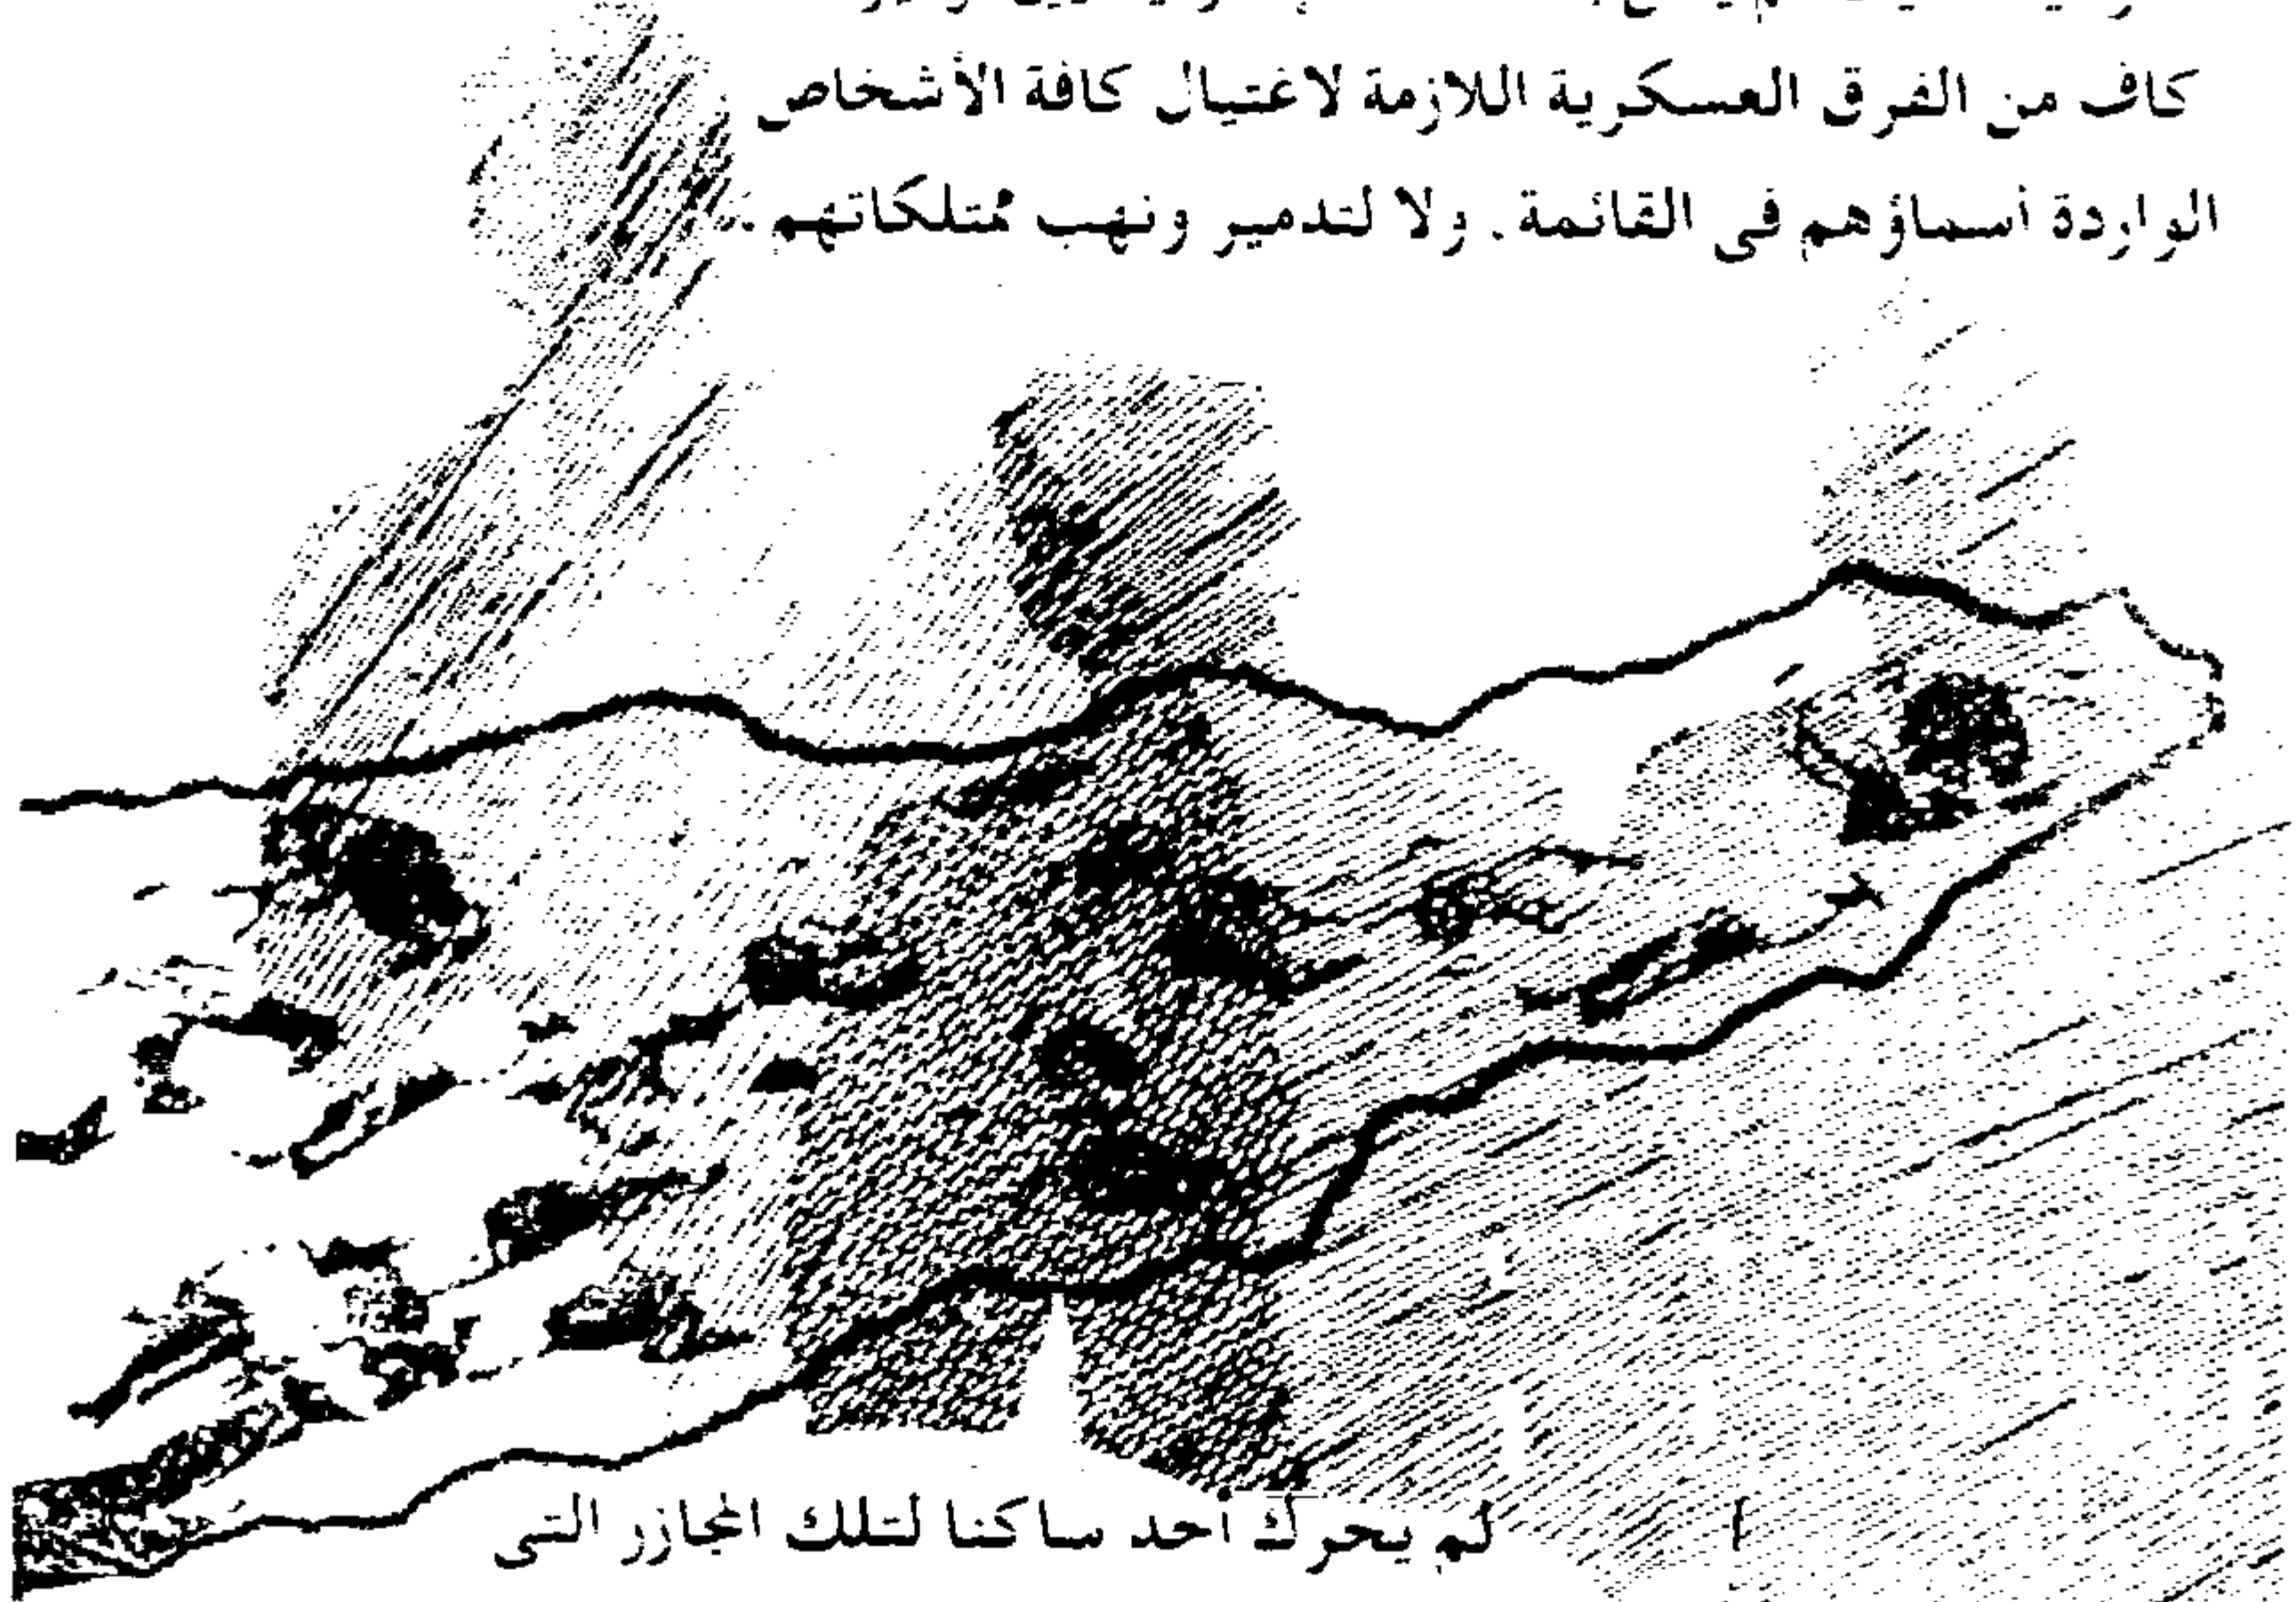 كاف من الفرق العسكرية اللازمة لاغتيال كافة الأشخاص
الواردة أسماؤهم فى القائمة. ولا لتدمير ونهب ممتلكاتهم.
لم يحرك أحد ساكنا لتلك المجازر التى